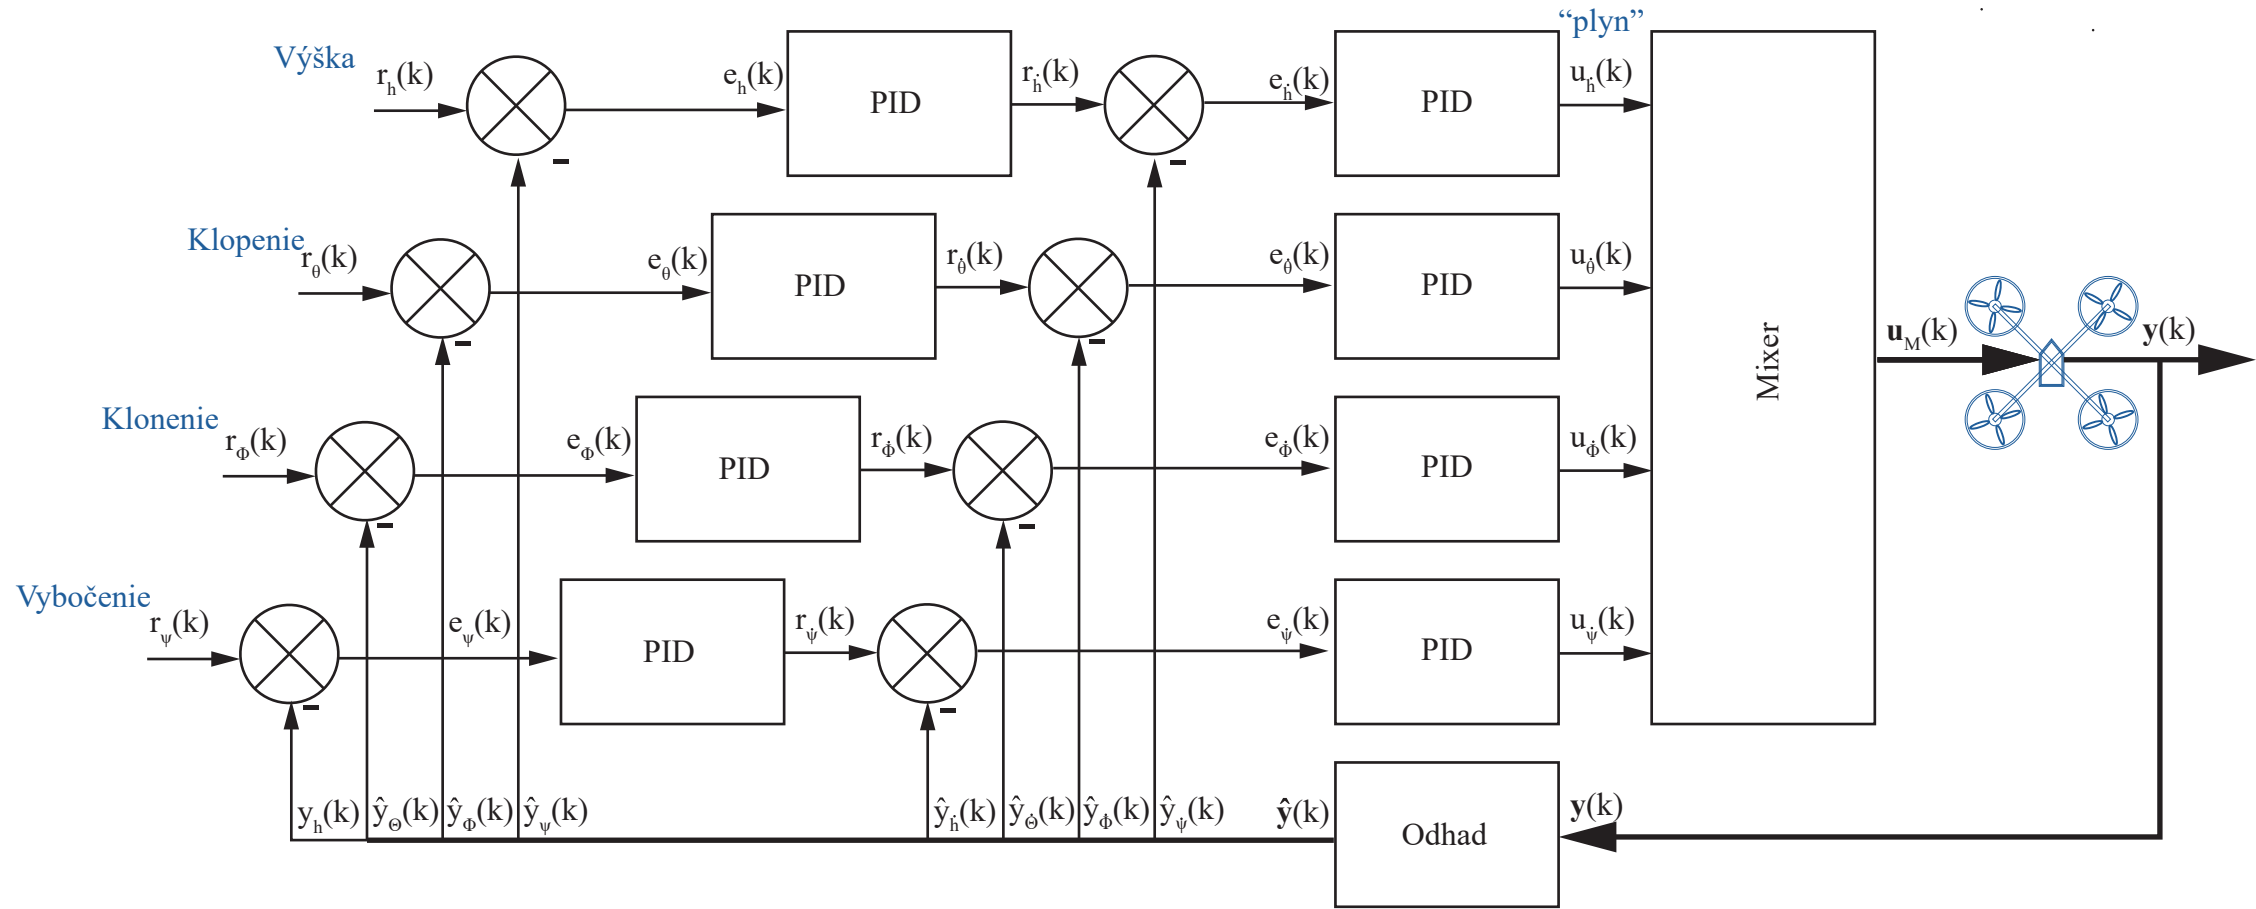 “plyn”
Výška r_h(k) e_h(k) PID r_ḣ(k) e_ḣ(k) PID u_ḣ(k)
Klopenie r_θ(k) e_θ(k) PID r_θ̇(k) e_θ̇(k) PID u_θ̇(k)
Mixer u_M(k) y(k)
Klonenie r_Φ(k) e_Φ(k) PID r_Φ̇(k) e_Φ̇(k) PID u_Φ̇(k)
Vybočenie r_ψ(k) e_ψ(k) PID r_ψ̇(k) e_ψ̇(k) PID u_ψ̇(k)
y_h(k) ŷ_Θ(k) ŷ_Φ(k) ŷ_ψ(k) ŷ_ḣ(k) ŷ_Θ̇(k) ŷ_Φ̇(k) ŷ_ψ̇(k) ŷ(k) Odhad y(k)